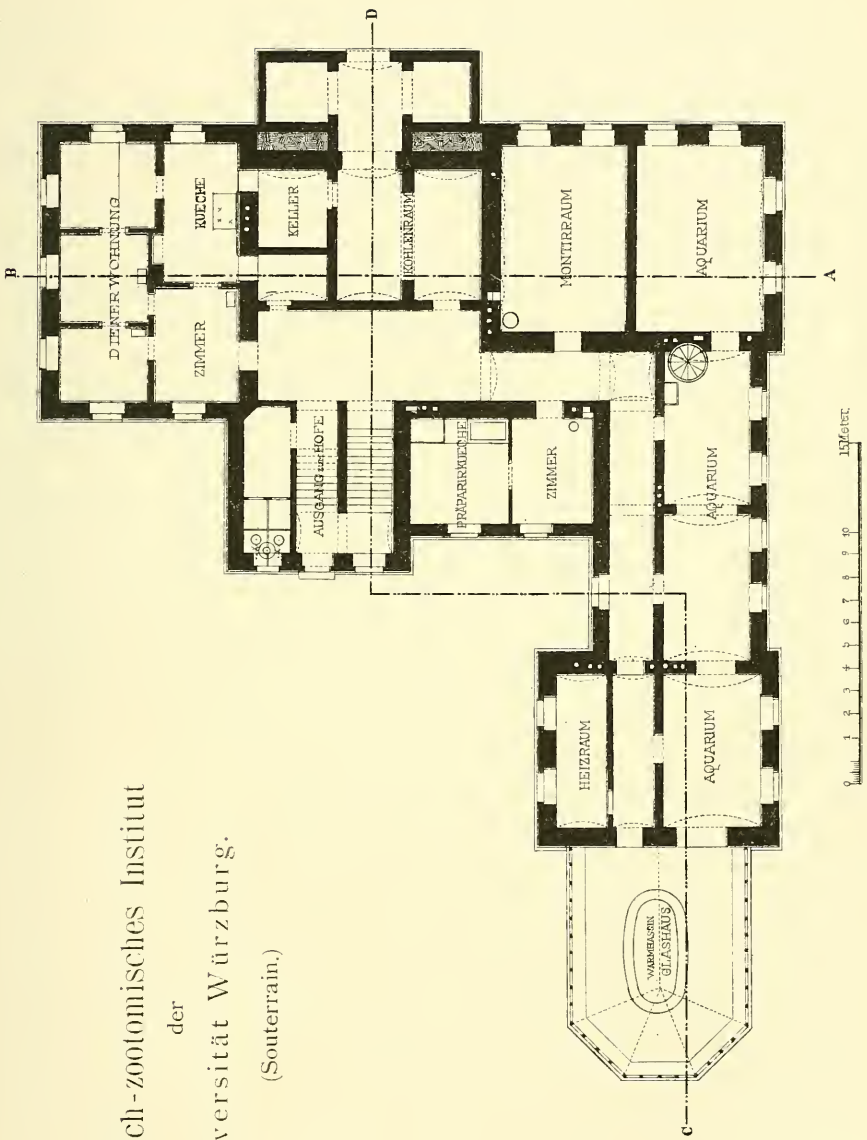 ch-zootomisches Institut
der
versität Würzburg.
(Souterrain.)
B
D
DIENERWOHNUNG
KUECHE
ZIMMER
KELLER
KOHLENRAUM
AUSGANG zum HOFE
PRÄPARIRKUECHE
ZIMMER
MONTIRRAUM
AQUARIUM
AQUARIUM
HEIZRAUM
AQUARIUM
WARMHASSIN
GLASHAUS
C
A
0 1 2 3 4 5 6 7 8 9 10 15 Meter.